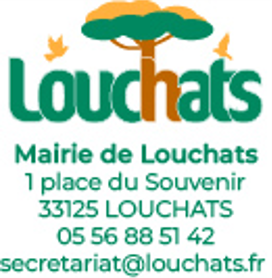 Louchats
Mairie de Louchats
1 place du Souvenir
33125 LOUCHATS
05 56 88 51 42
secretariat@louchats.fr